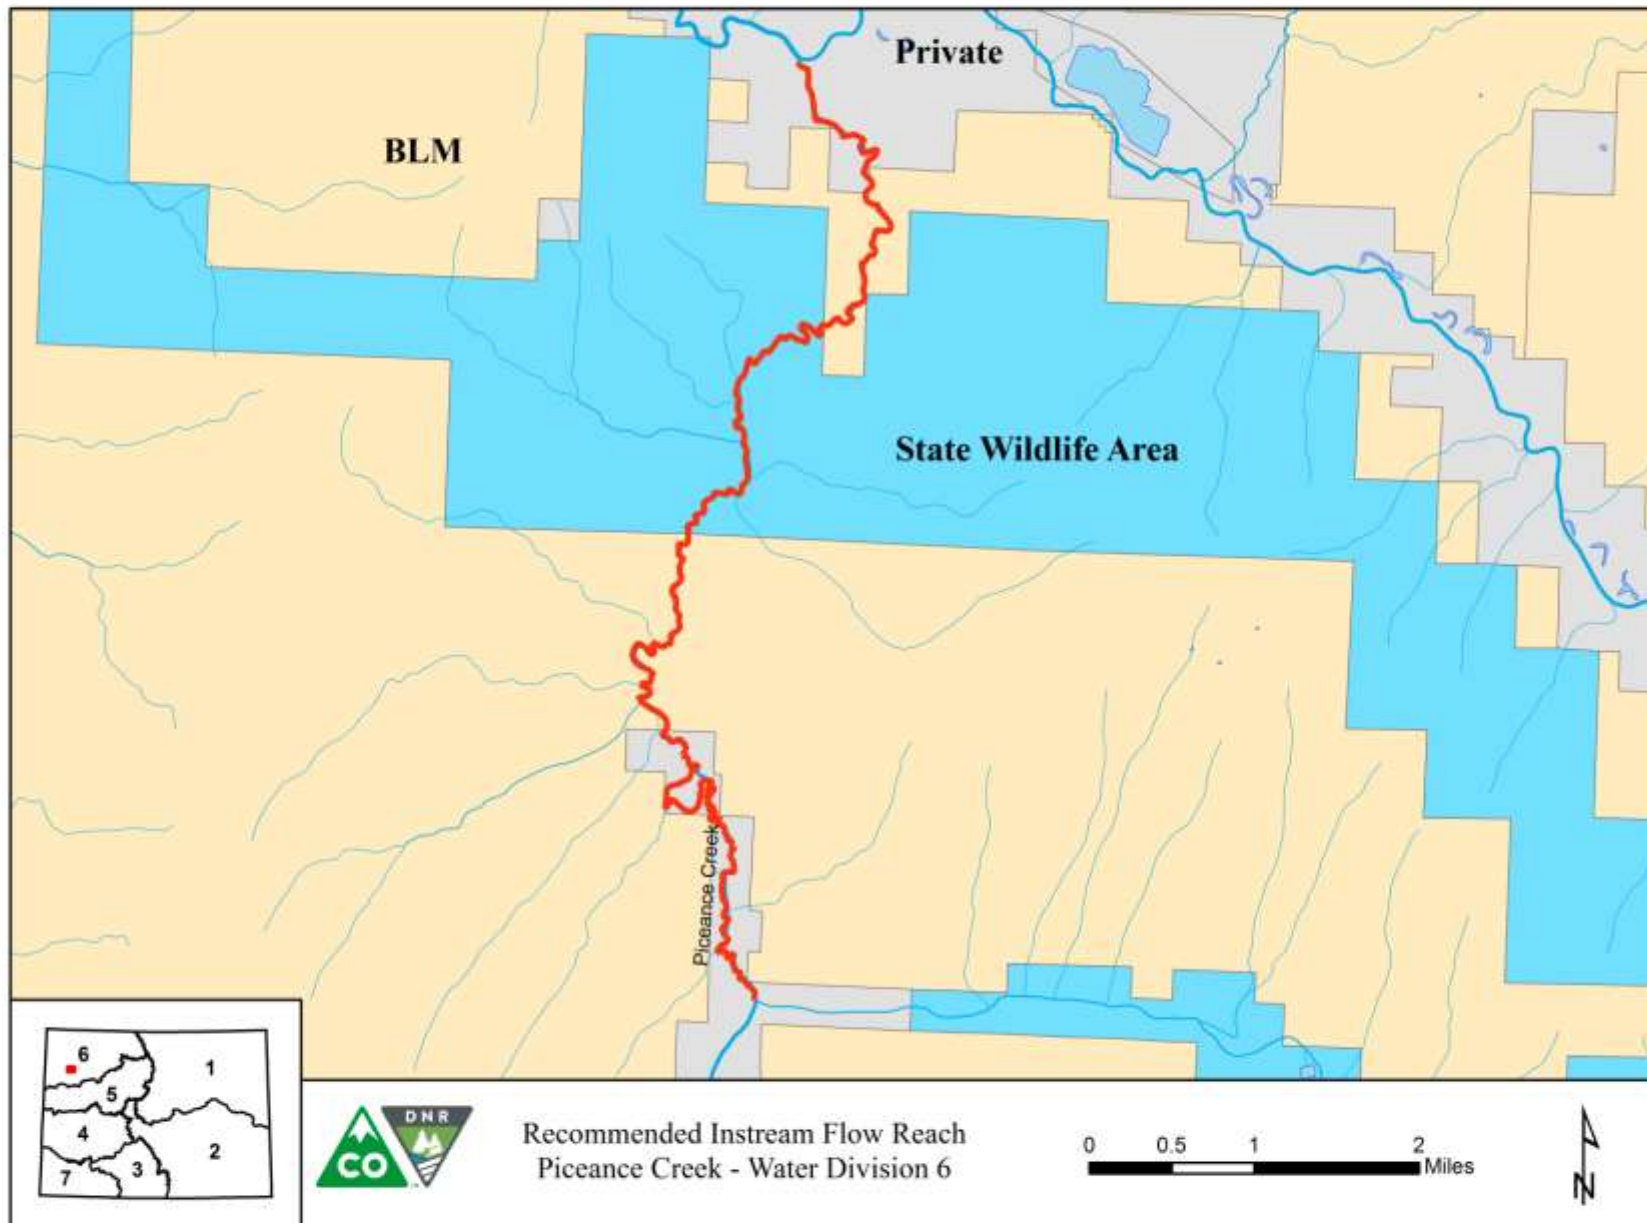 Private
BLM
State Wildlife Area
Piceance Creek
6
1
5
4
2
3
7
CO
DNR
Recommended Instream Flow Reach
Piceance Creek - Water Division 6
0 0.5 1 2
Miles
N